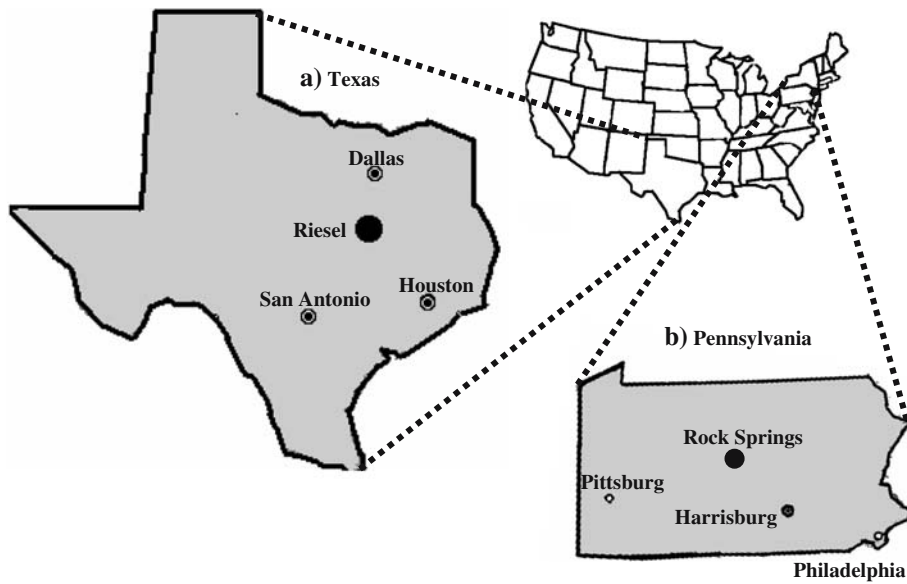 a) Texas
Dallas
Riesel
San Antonio
Houston
b) Pennsylvania
Rock Springs
Pittsburg
Harrisburg
Philadelphia